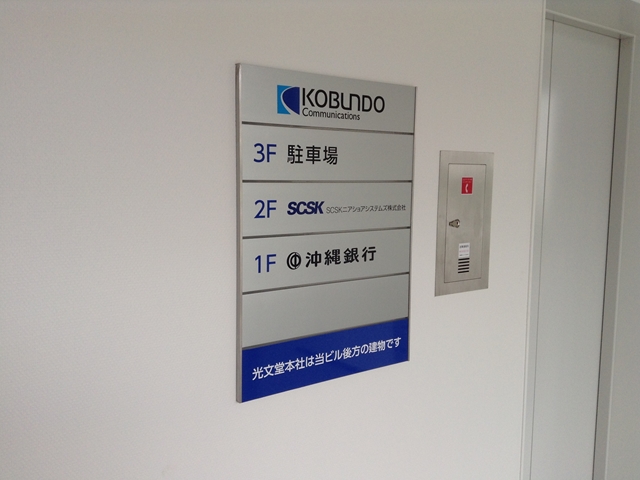 KOBUNDO
Communications
3F 駐車場
2F SCSK SCSKニアショアシステムズ株式会社
1F 沖縄銀行
光文堂本社は当ビル後方の建物です